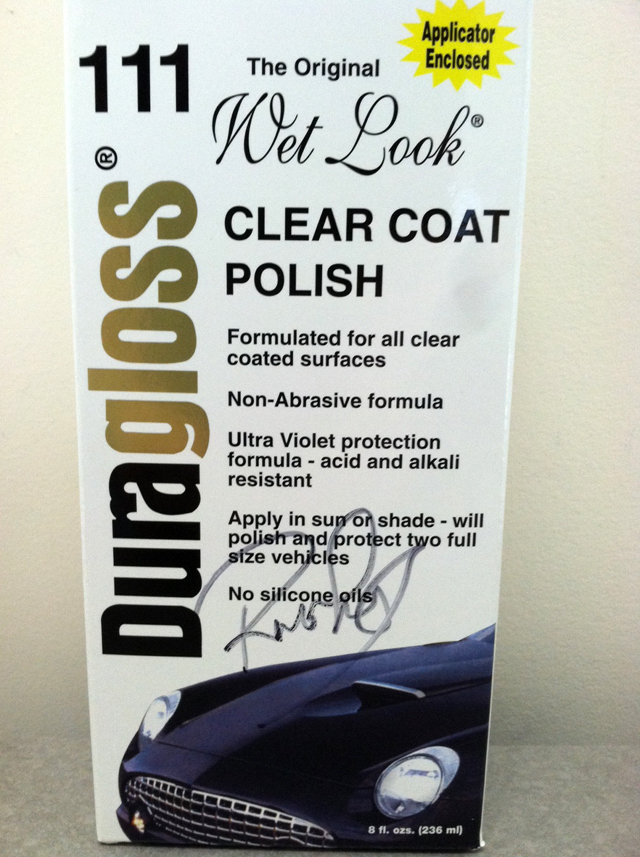 Applicator
Enclosed
111
The Original
Wet Look®
Duragloss®
CLEAR COAT
POLISH
Formulated for all clear
coated surfaces
Non-Abrasive formula
Ultra Violet protection
formula - acid and alkali
resistant
Apply in sun or shade - will
polish and protect two full
size vehicles
No silicone oils
8 fl. ozs. (236 ml)